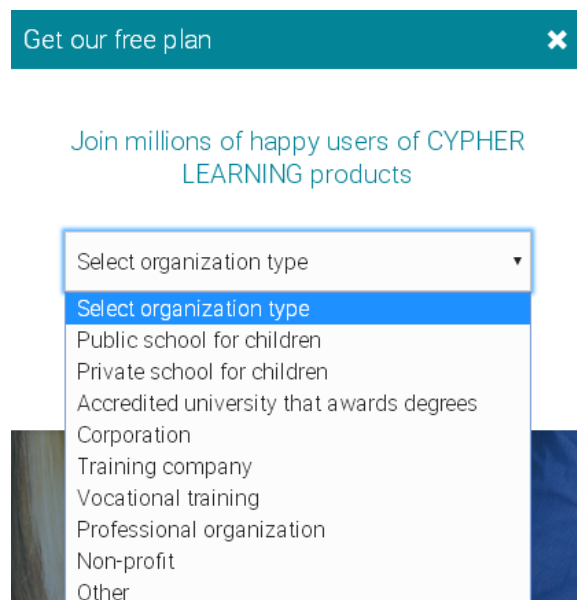 Get our free plan
Join millions of happy users of CYPHER
LEARNING products
Select organization type
Select organization type
Public school for children
Private school for children
Accredited university that awards degrees
Corporation
Training company
Vocational training
Professional organization
Non-profit
Other